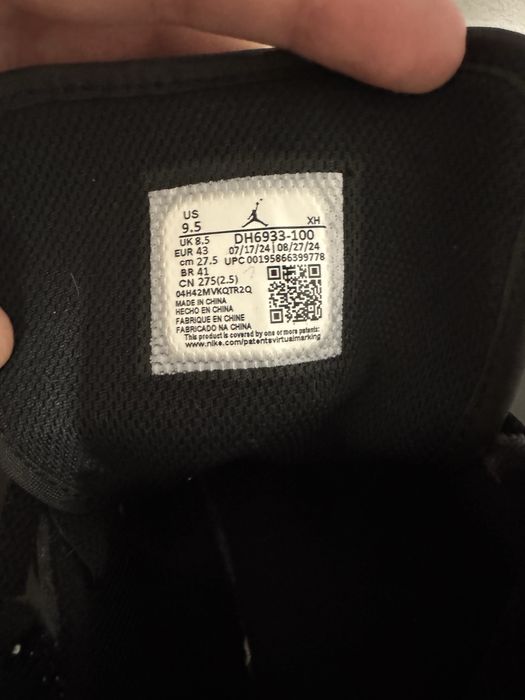 US
9.5
XH
UK 8.5 DH6933-100
EUR 43 07/17/24 | 08/27/24
cm 27.5 UPC 00195866399778
BR 41
CN 275(2.5)
04H42MVKQTR2Q
MADE IN CHINA
HECHO EN CHINA
FABRIQUE EN CHINE
FABRICADO NA CHINA
This product is covered by one or more patents:
www.nike.com/patentsvirtualmarking